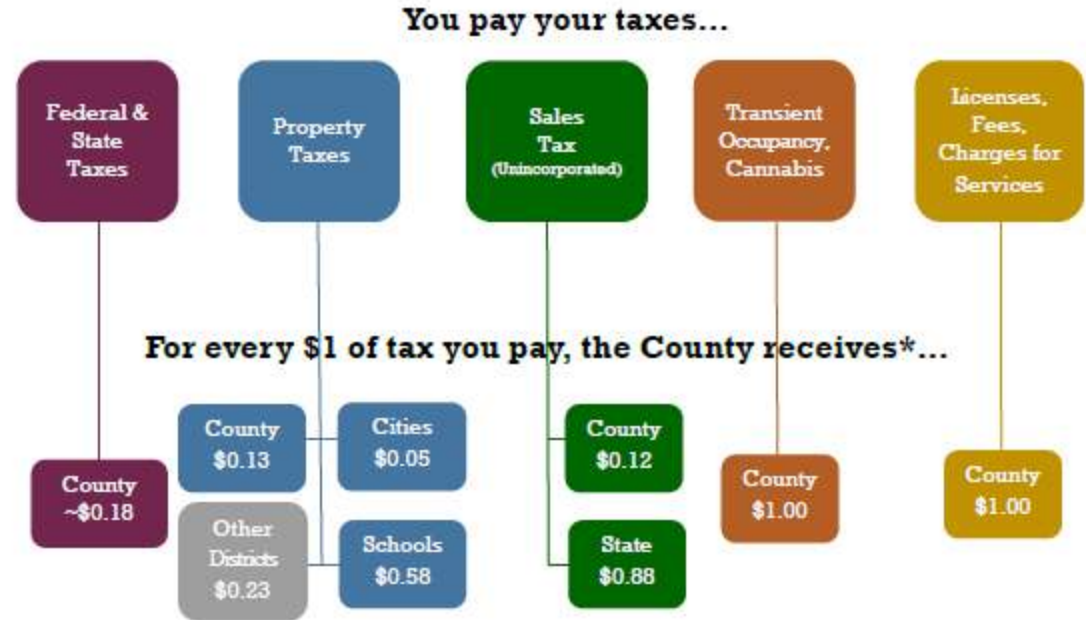 You pay your taxes...
Federal &
State
Taxes
Property
Taxes
Sales
Tax
(Unincorporated)
Transient
Occupancy,
Cannabis
Licenses,
Fees,
Charges for
Services
For every $1 of tax you pay, the County receives*...
County
~$0.18
County
$0.13
Cities
$0.05
Other
Districts
$0.23
Schools
$0.58
County
$0.12
State
$0.88
County
$1.00
County
$1.00